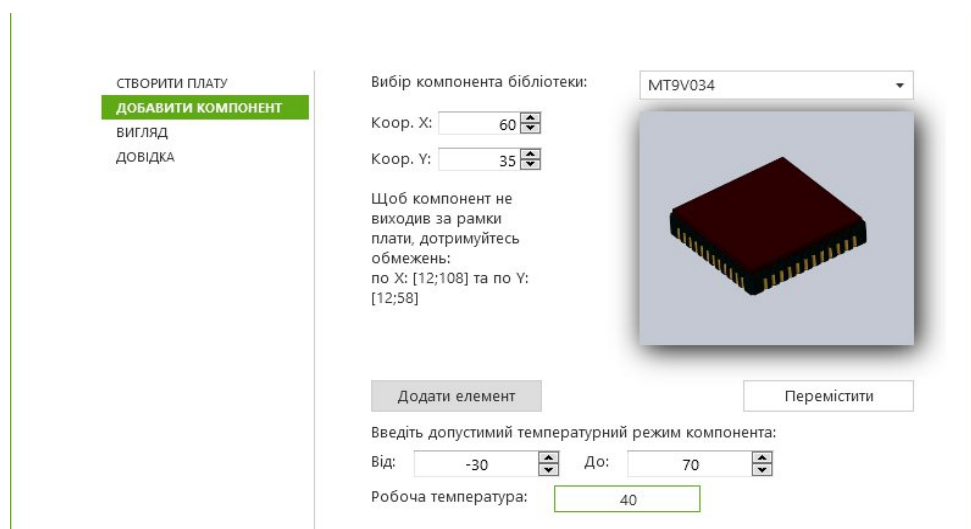 СТВОРИТИ ПЛАТУ
ДОБАВИТИ КОМПОНЕНТ
ВИГЛЯД
ДОВІДКА
Вибір компонента бібліотеки: MT9V034
Коор. X: 60
Коор. Y: 35
Щоб компонент не
виходив за рамки
плати, дотримуйтесь
обмежень:
по X: [12;108] та по Y:
[12;58]
Додати елемент Перемістити
Введіть допустимий температурний режим компонента:
Від: -30 До: 70
Робоча температура: 40